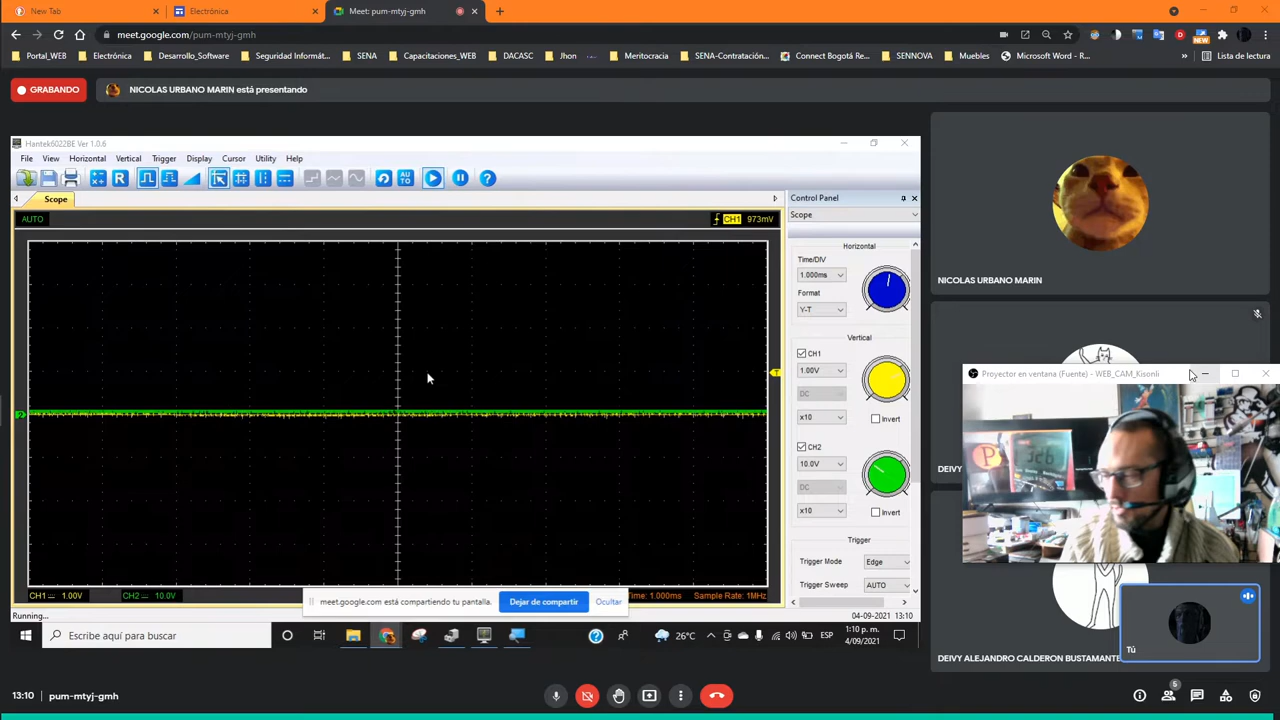 New Tab
Electrónica
Meet: pum-mtyj-gmh
meet.google.com/pum-mtyj-gmh
Portal_WEB
Electrónica
Desarrollo_Software
Seguridad Informát...
SENA
Capacitaciones_WEB
DACASC
Jhon
Meritocracia
SENA-Contratación...
Connect Bogotá Re...
SENNOVA
Muebles
Microsoft Word - R...
Lista de lectura
NEW
GRABANDO
NICOLAS URBANO MARIN está presentando
Hantek6022BE Ver 1.0.6
File View Horizontal Vertical Trigger Display Cursor Utility Help
AUTO
Scope
Control Panel
Scope
AUTO
CH1 973mV
Horizontal
Time/DIV
1.000ms
Format
Y-T
Vertical
CH1
1.00V
DC
x10
Invert
CH2
10.0V
DC
x10
Invert
Trigger
Trigger Mode Edge
Trigger Sweep AUTO
CH1 1.00V
CH2 10.0V
Time: 1.000ms
Sample Rate: 1MHz
meet.google.com está compartiendo tu pantalla.
Dejar de compartir
Ocultar
Running...
04-09-2021 13:10
Escribe aquí para buscar
26°C
ESP
1:10 p. m.
4/09/2021
NICOLAS URBANO MARIN
DEIVY
Proyector en ventana (Fuente) - WEB_CAM_Kisonli
326
Tú
DEIVY ALEJANDRO CALDERON BUSTAMANTE
13:10
pum-mtyj-gmh
5